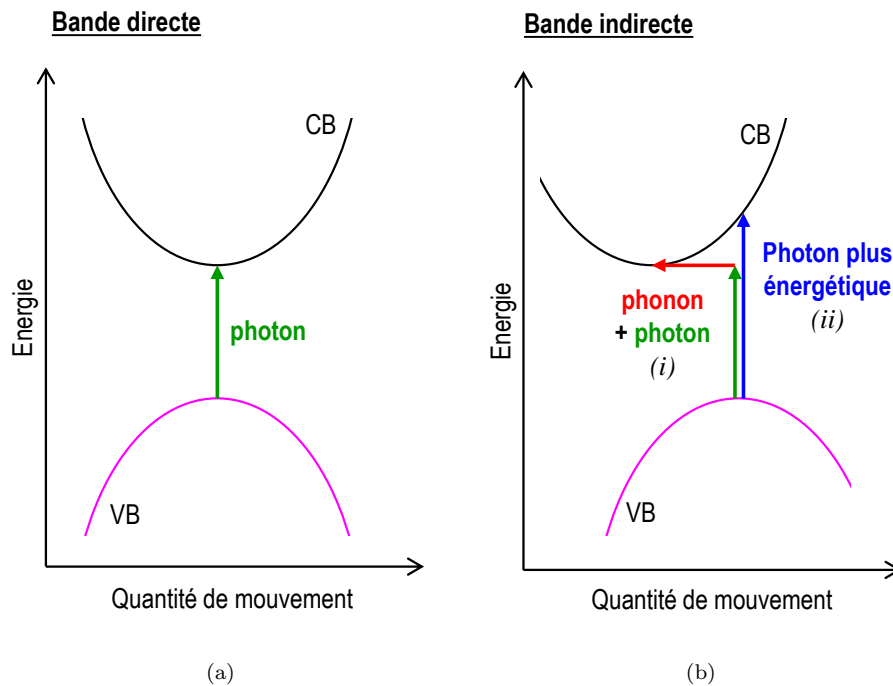 Bande directe
CB
Energie
photon
VB
Quantité de mouvement
(a)
Bande indirecte
CB
Energie
Photon plus
énergétique
(ii)
phonon
+ photon
(i)
VB
Quantité de mouvement
(b)